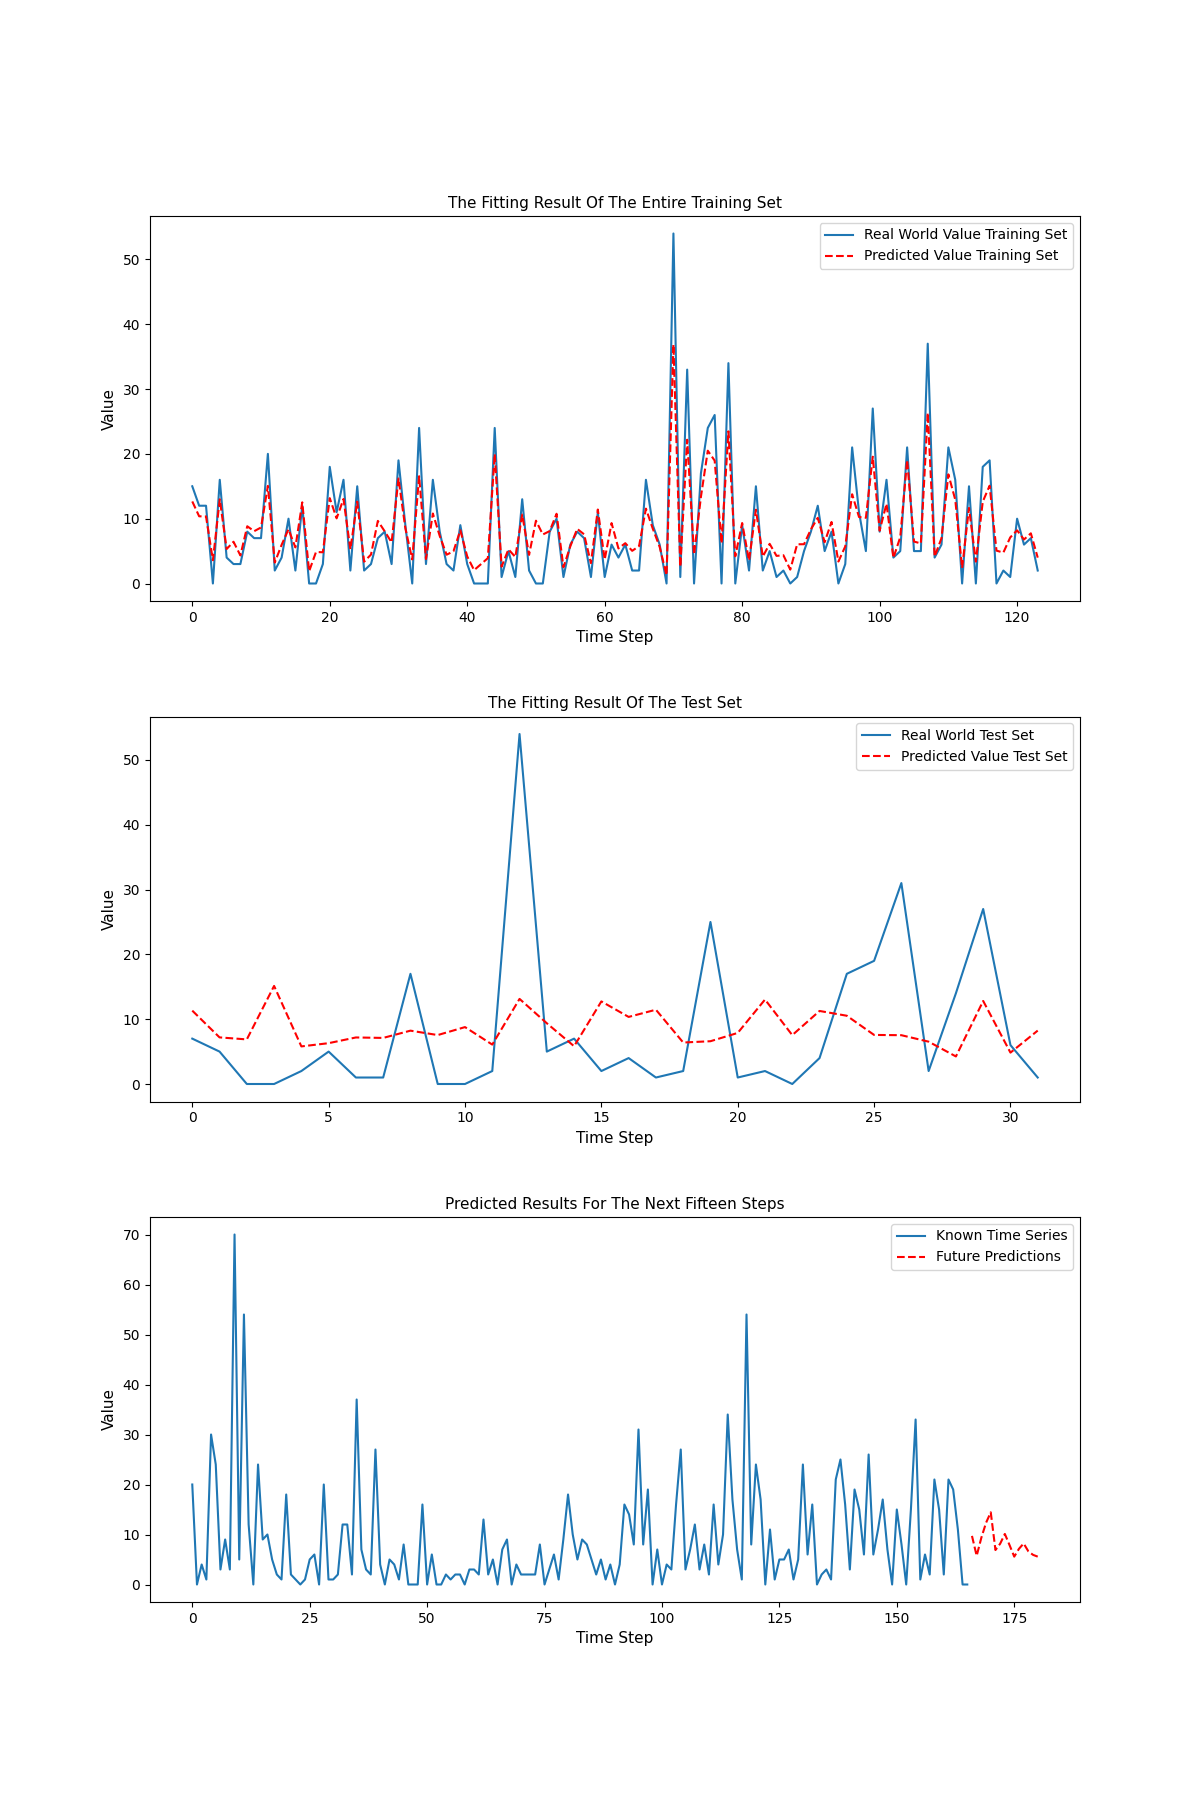 The Fitting Result Of The Entire Training Set
Real World Value Training Set
Predicted Value Training Set
Value
50
40
30
20
10
0
0 20 40 60 80 100 120
Time Step
The Fitting Result Of The Test Set
Real World Test Set
Predicted Value Test Set
Value
50
40
30
20
10
0
0 5 10 15 20 25 30
Time Step
Predicted Results For The Next Fifteen Steps
Known Time Series
Future Predictions
Value
70
60
50
40
30
20
10
0
0 25 50 75 100 125 150 175
Time Step